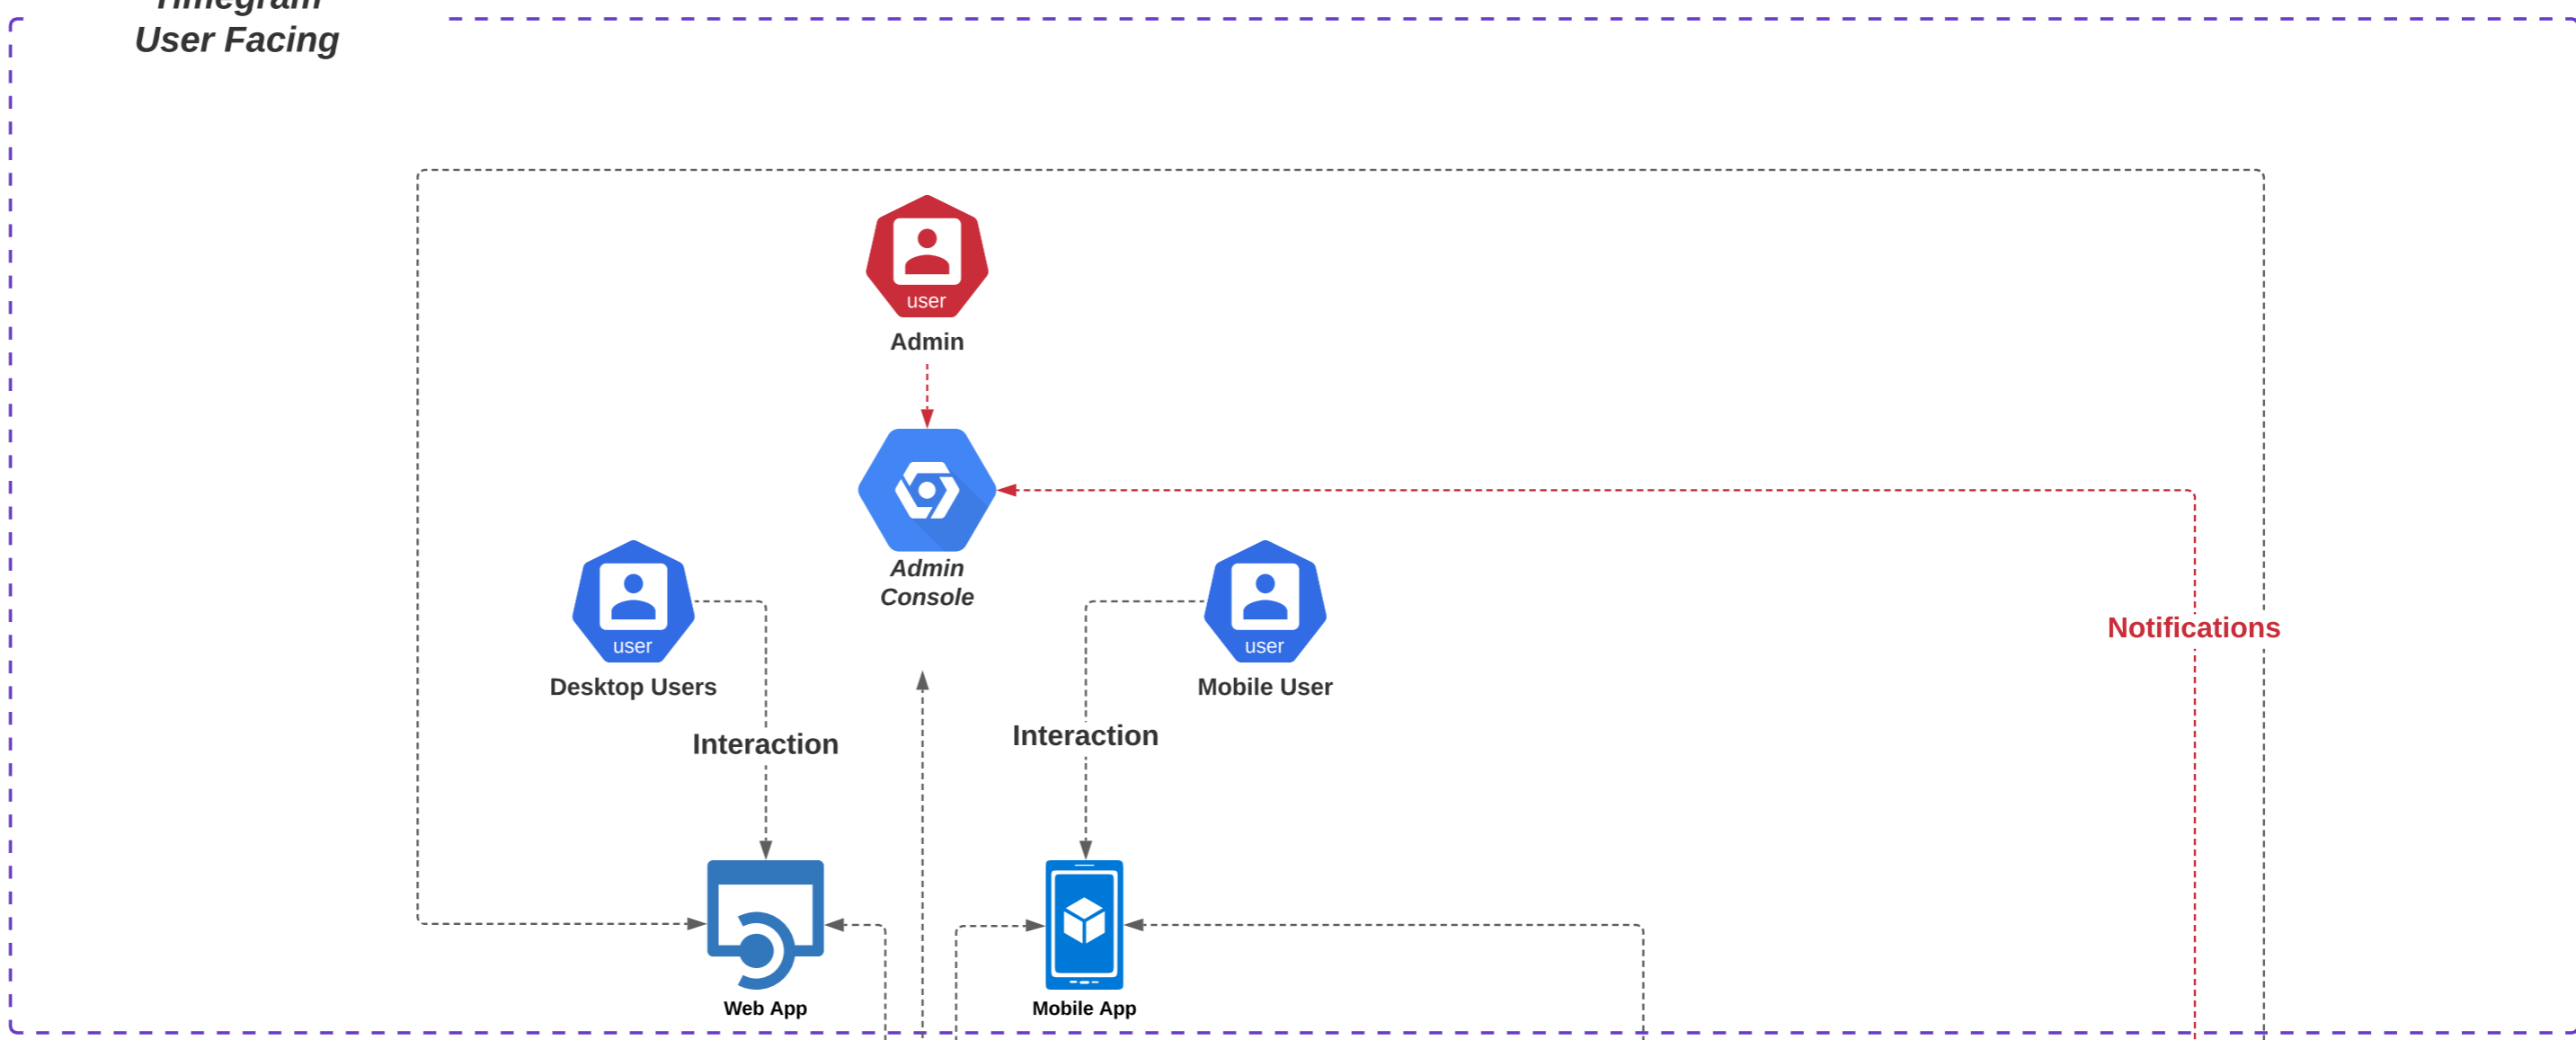 Timegram
User Facing
user
Admin
Admin
Console
user
Desktop Users
user
Mobile User
Notifications
Interaction
Interaction
Web App
Mobile App